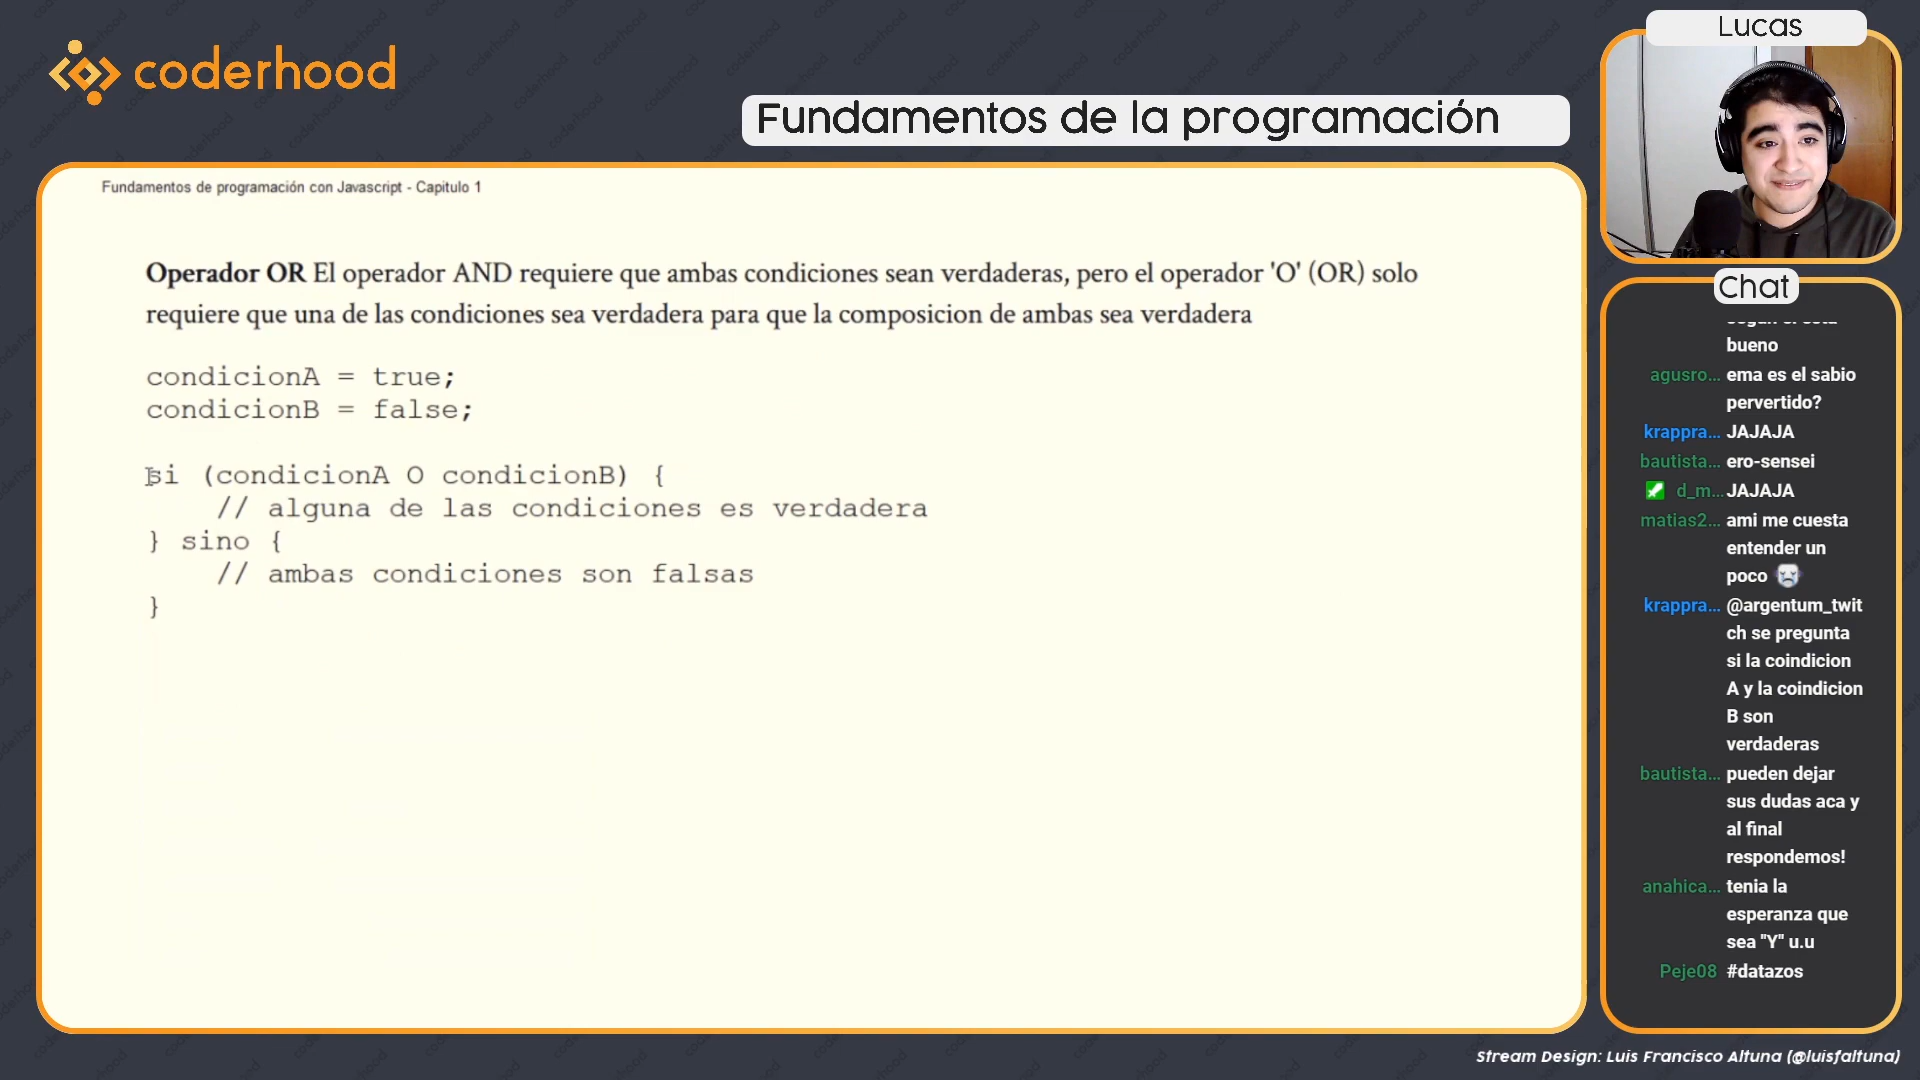 coderhood
Fundamentos de la programación
Lucas
Fundamentos de programación con Javascript - Capitulo 1
Operador OR El operador AND requiere que ambas condiciones sean verdaderas, pero el operador 'O' (OR) solo
requiere que una de las condiciones sea verdadera para que la composicion de ambas sea verdadera
condicionA = true;
condicionB = false;
si (condicionA O condicionB) {
// alguna de las condiciones es verdadera
} sino {
// ambas condiciones son falsas
}
Chat
bueno
agusro... ema es el sabio
pervertido?
krappra... JAJAJA
bautista... ero-sensei
d_m... JAJAJA
matias2... ami me cuesta
entender un
poco
krappra... @argentum_twit
ch se pregunta
si la coindicion
A y la coindicion
B son
verdaderas
bautista... pueden dejar
sus dudas aca y
al final
respondemos!
anahica... tenia la
esperanza que
sea "Y" u.u
Peje08 #datazos
Stream Design: Luis Francisco Altuna (@luisfaltuna)